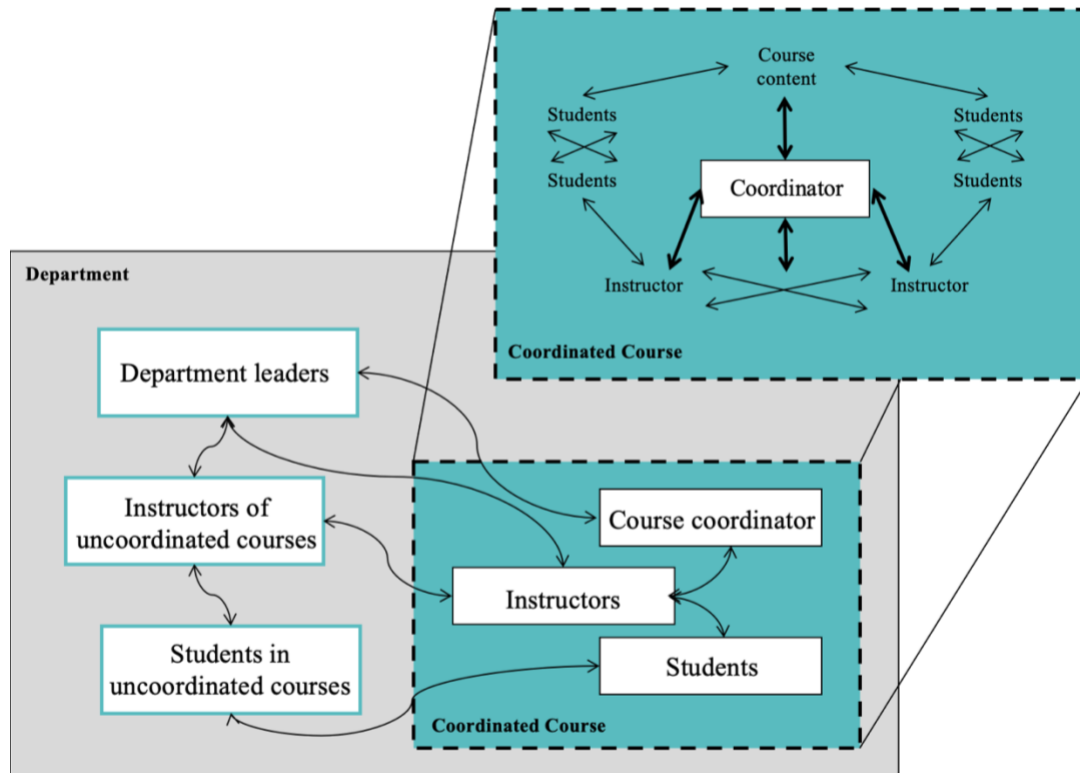 Course
content
Students
Students
Students
Students
Coordinator
Instructor
Instructor
Coordinated Course
Department
Department leaders
Instructors of
uncoordinated courses
Students in
uncoordinated courses
Course coordinator
Instructors
Students
Coordinated Course